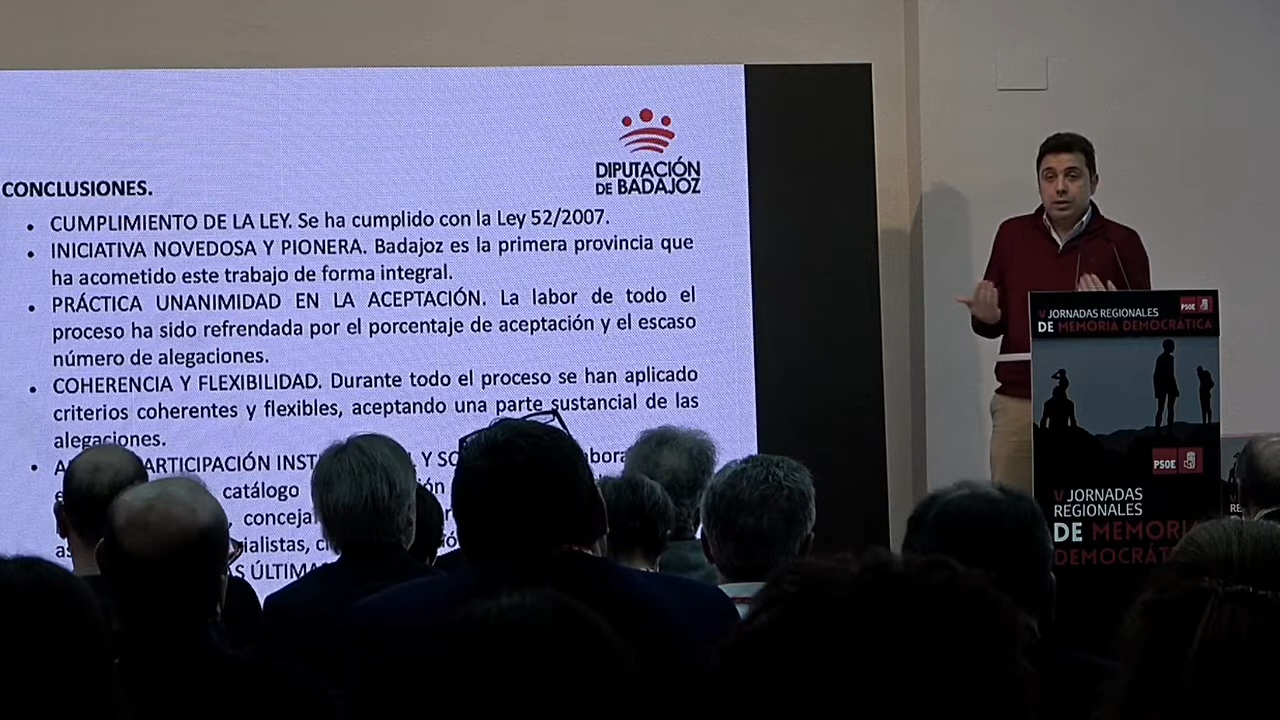 DIPUTACIÓN
DE BADAJOZ
CONCLUSIONES.
• CUMPLIMIENTO DE LA LEY. Se ha cumplido con la Ley 52/2007.
• INICIATIVA NOVEDOSA Y PIONERA. Badajoz es la primera provincia que
ha acometido este trabajo de forma integral.
• PRÁCTICA UNANIMIDAD EN LA ACEPTACIÓN. La labor de todo el
proceso ha sido refrendada por el porcentaje de aceptación y el escaso
número de alegaciones.
• COHERENCIA Y FLEXIBILIDAD. Durante todo el proceso se han aplicado
criterios coherentes y flexibles, aceptando una parte sustancial de las
alegaciones.
• Y
catálogo
ÚLTIMA
V JORNADAS REGIONALES
DE MEMORIA DEMOCRÁTICA
PSOE
PSOE
V JORNADAS
REGIONALES
DE MEMORIA
DEMOCRÁTICA